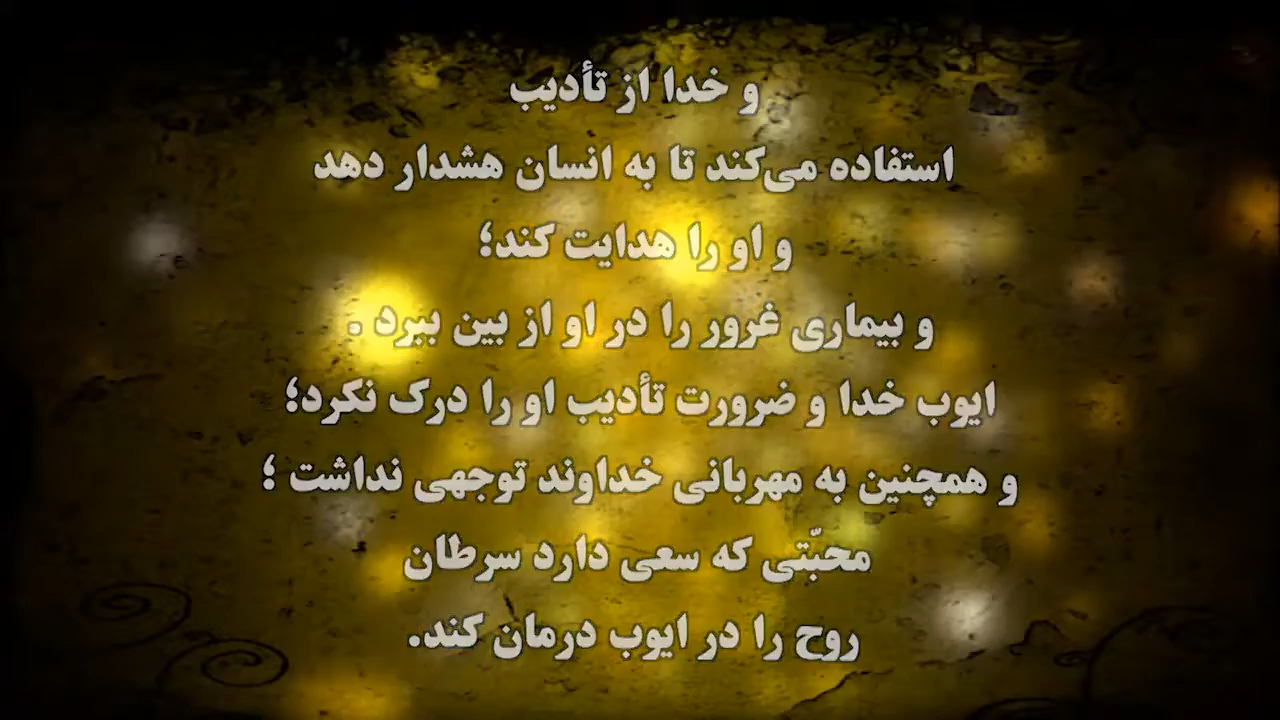 و خدا از تأدیب
استفاده می‌کند تا به انسان هشدار دهد
و او را هدایت کند؛
و بیماری غرور را در او از بین ببرد .
ایوب خدا و ضرورت تأدیب او را درک نکرد؛
و همچنین به مهربانی خداوند توجهی نداشت ؛
محبّتی که سعی دارد سرطان
روح را در ایوب درمان کند.